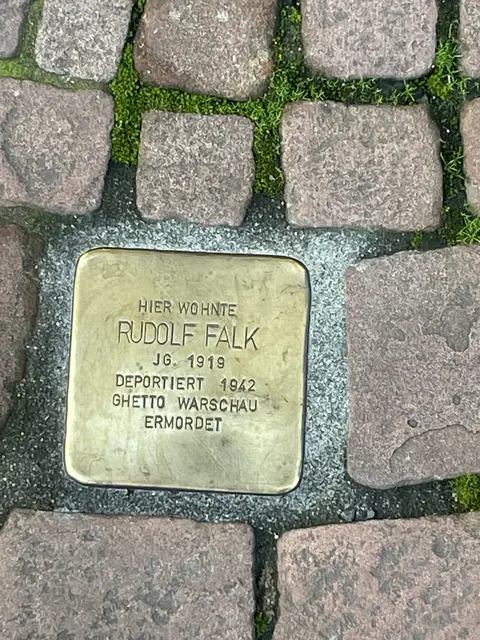 HIER WOHNTE
RUDOLF FALK
JG. 1919
DEPORTIERT 1942
GHETTO WARSCHAU
ERMORDET